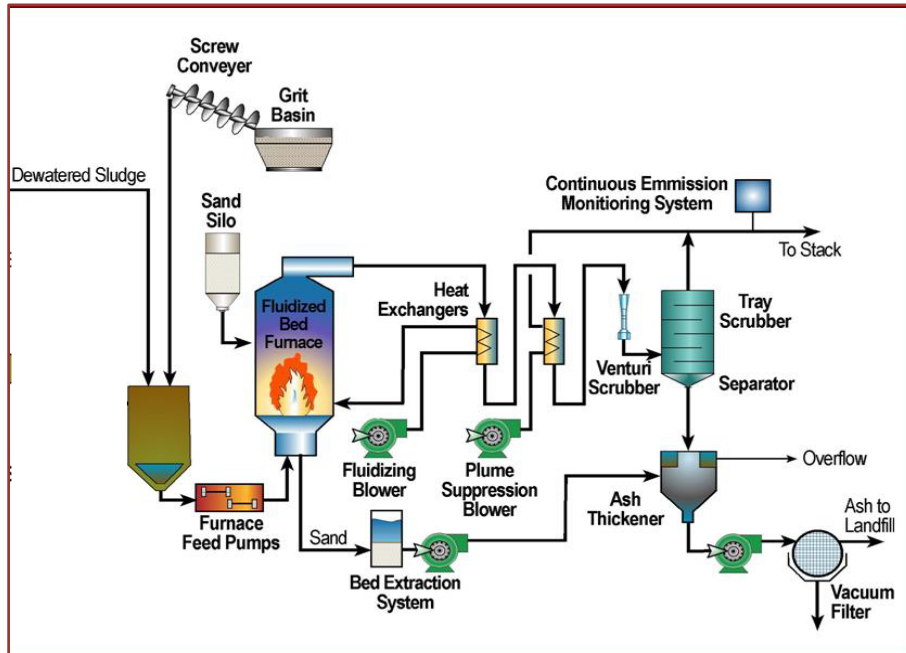 Screw
Conveyer
Grit
Basin
Dewatered Sludge
Sand
Silo
Continuous Emmission
Monitioring System
To Stack
Heat
Exchangers
Fluidized
Bed
Furnace
Tray
Scrubber
Venturi
Scrubber
Separator
Fluidizing
Blower
Plume
Suppression
Blower
Overflow
Ash
Thickener
Ash to
Landfill
Furnace
Feed Pumps
Sand
Bed Extraction
System
Vacuum
Filter